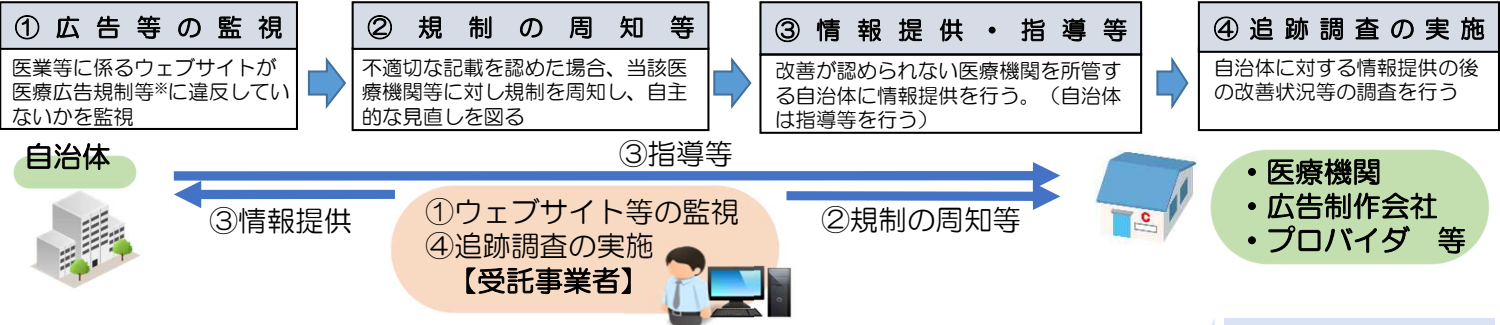 ①広告等の監視
医業等に係るウェブサイトが
医療広告規制等※に違反してい
ないかを監視
②規制の周知等
不適切な記載を認めた場合、当該医
療機関等に対し規制を周知し、自主
的な見直しを図る
③情報提供・指導等
改善が認められない医療機関を所管す
る自治体に情報提供を行う。（自治体
は指導等を行う）
④追跡調査の実施
自治体に対する情報提供の後
の改善状況等の調査を行う
自治体
③指導等
③情報提供
①ウェブサイト等の監視
④追跡調査の実施
【受託事業者】
②規制の周知等
C
・医療機関
・広告制作会社
・プロバイダ　等